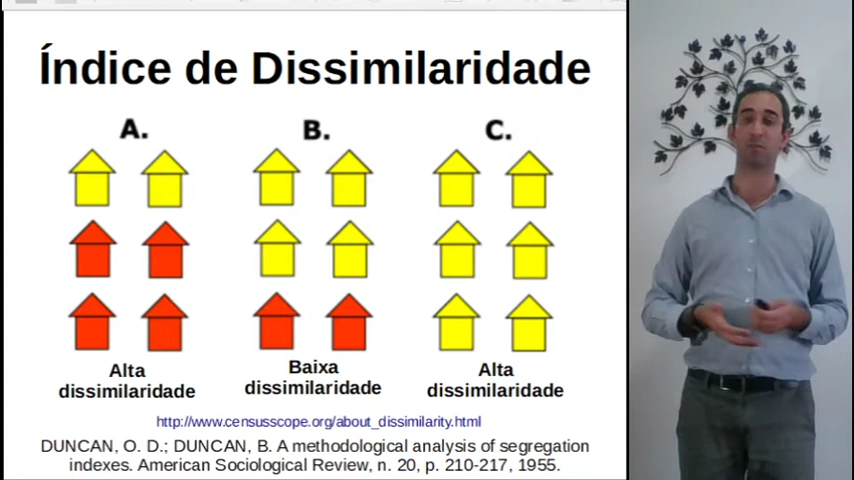 Índice de Dissimilaridade
A.
B.
C.
Alta
dissimilaridade
Baixa
dissimilaridade
Alta
dissimilaridade
http://www.censusscope.org/about_dissimilarity.html
DUNCAN, O. D.; DUNCAN, B. A methodological analysis of segregation
indexes. American Sociological Review, n. 20, p. 210-217, 1955.